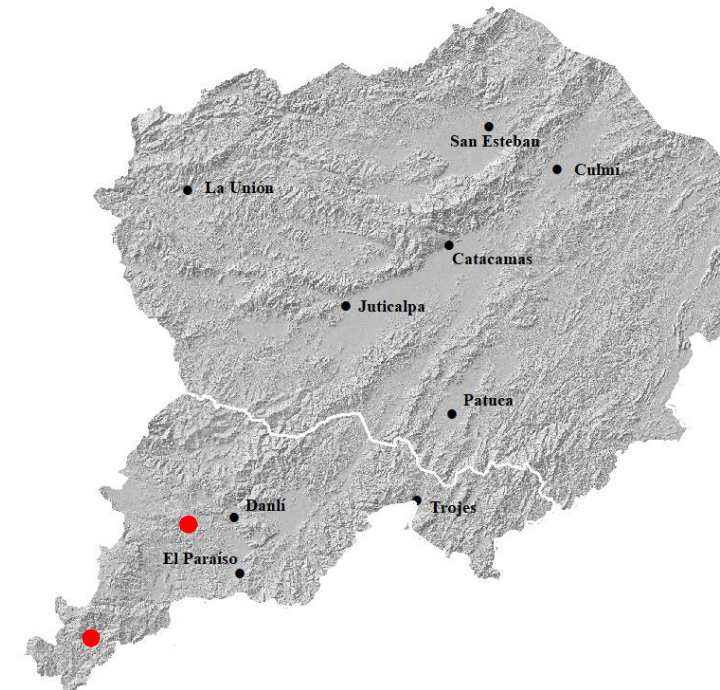 San Esteban
Culmí
La Unión
Catacamas
Juticalpa
Patuca
Danlí
Trojes
El Paraíso